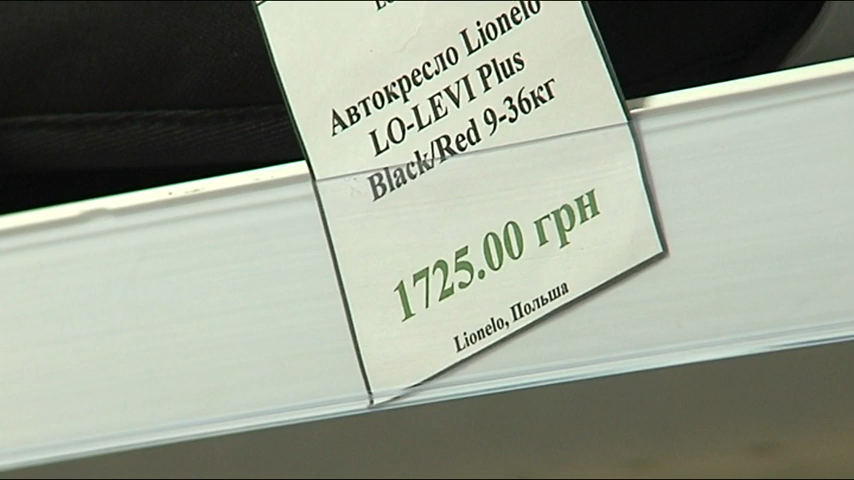 Автокресло Lionelo
LO-LEVI Plus
Black/Red 9-36кг
1725.00 грн
Lionelo, Польша